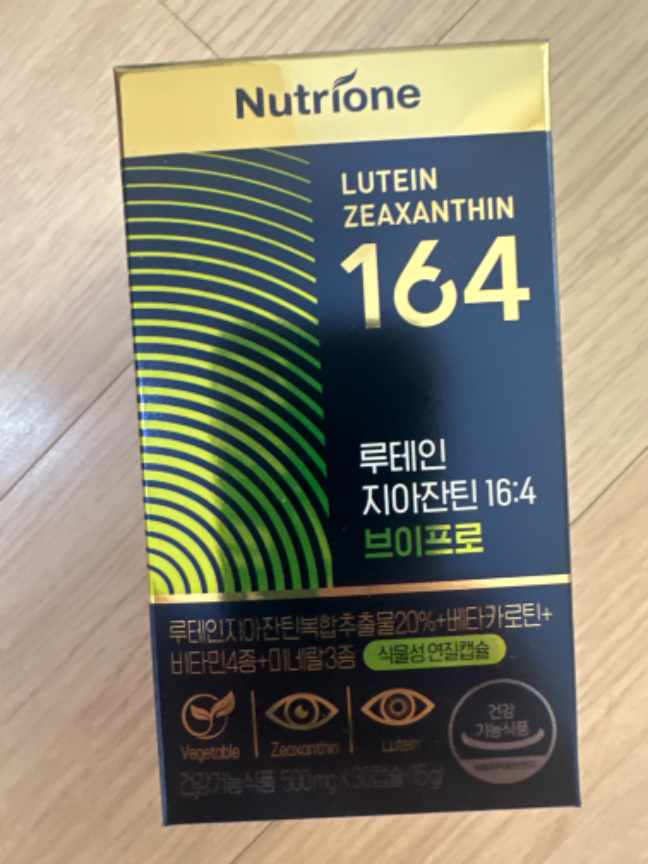 Nutrione
LUTEIN
ZEAXANTHIN
164
루테인
지아잔틴 16:4
브이프로
루테인지아잔틴복합추출물20%+베타카로틴+
비타민4종+미네랄3종 식물성 연질캡슐
Vegetable Zeaxanthin Lutein
건강
기능식품
건강기능식품 500mg X 30캡슐 (15g)